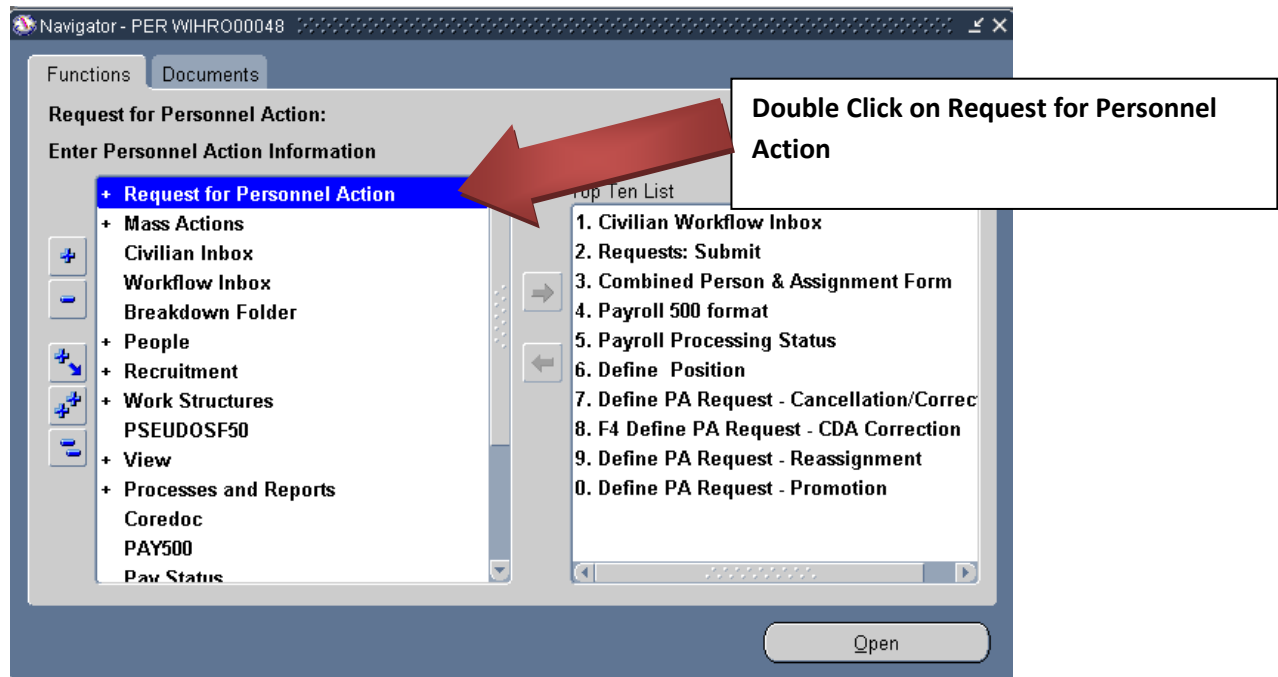 Navigator - PER WIHRO00048
Functions Documents
Double Click on Request for Personnel
Action
Request for Personnel Action:
Enter Personnel Action Information
+ Request for Personnel Action
+ Mass Actions
Civilian Inbox
Workflow Inbox
Breakdown Folder
+ People
+ Recruitment
+ Work Structures
PSEUDOSF50
+ View
+ Processes and Reports
Coredoc
PAY500
Pay Status
Top Ten List
1. Civilian Workflow Inbox
2. Requests: Submit
3. Combined Person & Assignment Form
4. Payroll 500 format
5. Payroll Processing Status
6. Define Position
7. Define PA Request - Cancellation/Correc
8. F4 Define PA Request - CDA Correction
9. Define PA Request - Reassignment
0. Define PA Request - Promotion
Open